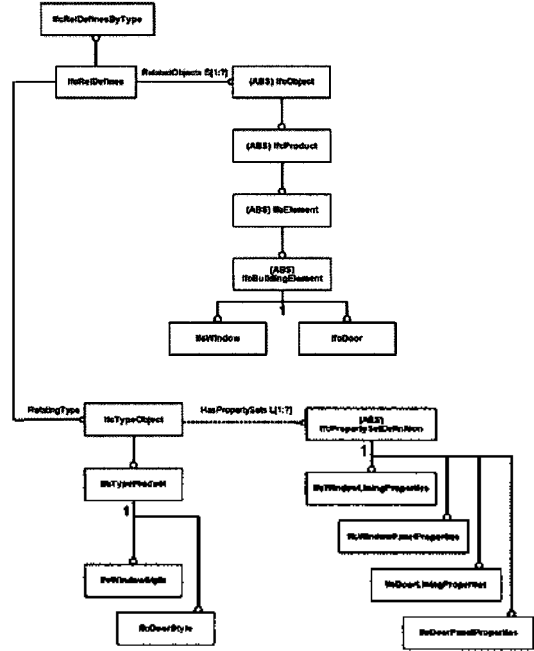 IfcRelDefinesByType
IfcRelDefines
RelatedObjects S[1:?]
(ABS) IfcObject
(ABS) IfcProduct
(ABS) IfcElement
(ABS)
IfcBuildingElement
1
IfcWindow
IfcDoor
RelatingType
IfcTypeObject
HasPropertySets L[1:?]
(ABS)
IfcPropertySetDefinition
1
IfcTypeProduct
IfcWindowLiningProperties
1
IfcWindowPanelProperties
IfcWindowStyle
IfcDoorLiningProperties
IfcDoorStyle
IfcDoorPanelProperties